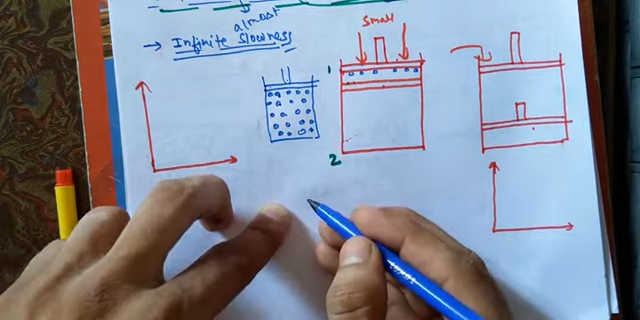 almost
→ Infinite slowness
small
1
2